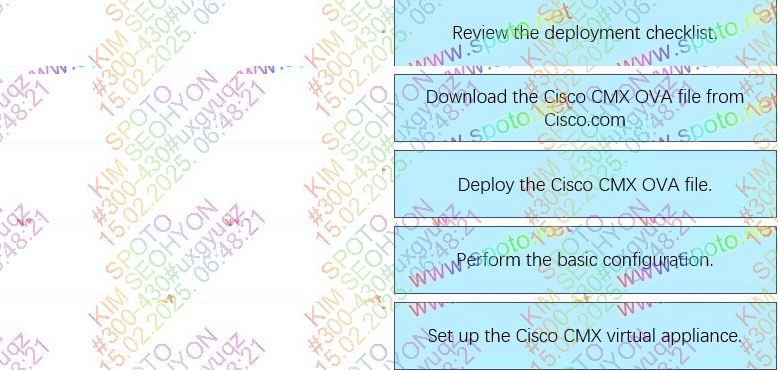 Review the deployment checklist.
Download the Cisco CMX OVA file from
Cisco.com
Deploy the Cisco CMX OVA file.
Perform the basic configuration.
Set up the Cisco CMX virtual appliance.
SPOTO
KIM SEOHYON
#300-430#uxgyuqz
15.02.2025. 06:48:21
www.spoto.net